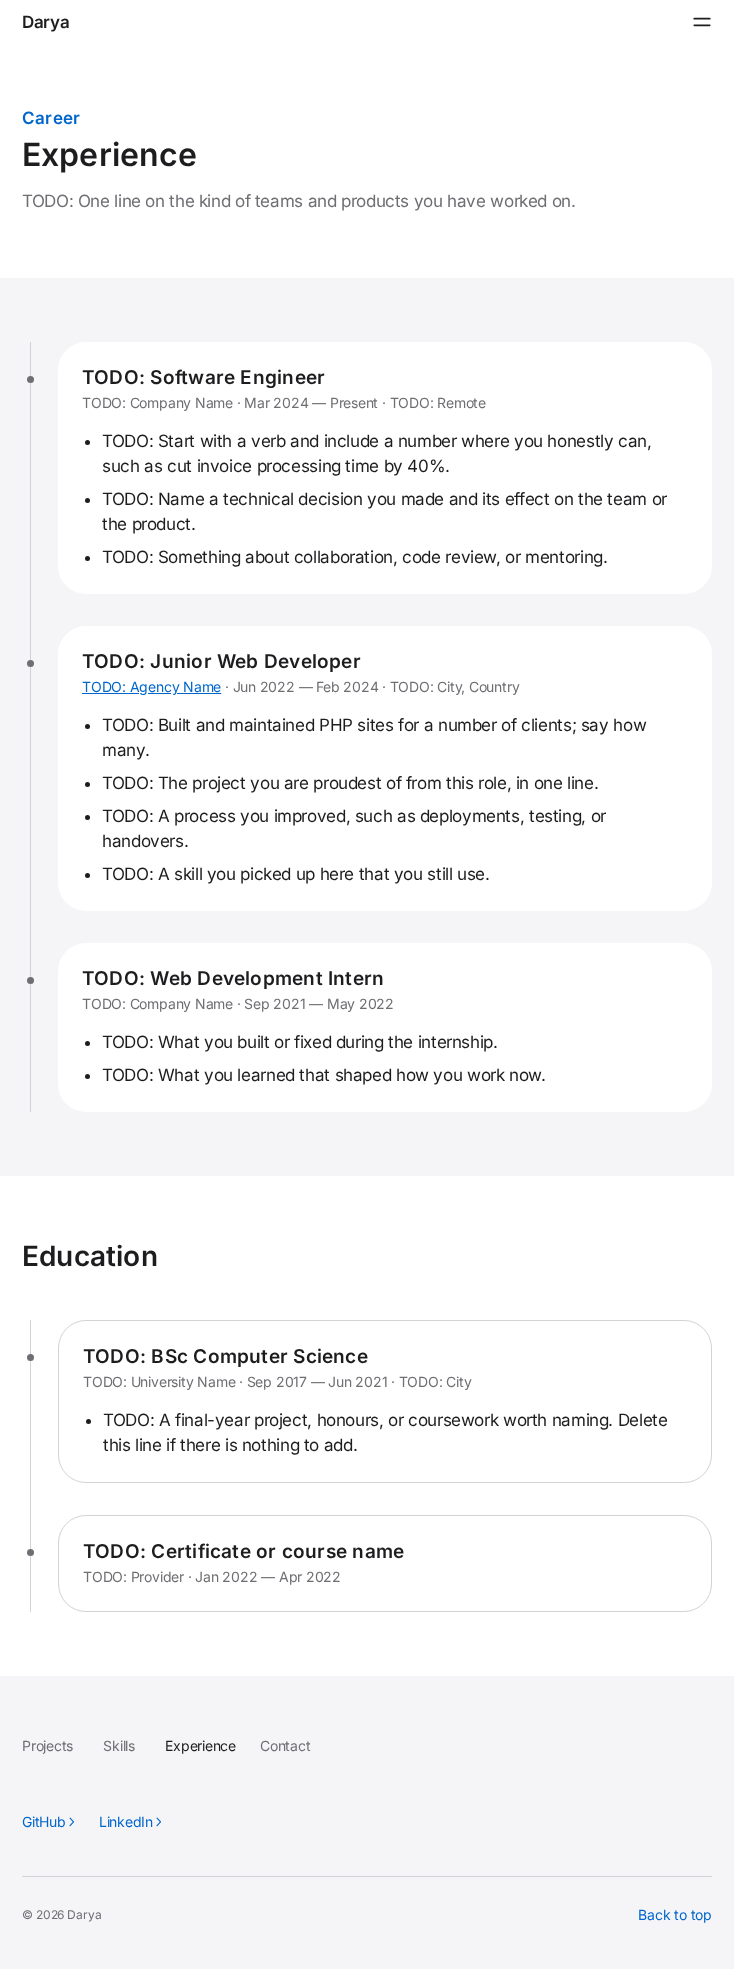 Darya
Career
Experience
TODO: One line on the kind of teams and products you have worked on.
TODO: Software Engineer
TODO: Company Name · Mar 2024 — Present · TODO: Remote
• TODO: Start with a verb and include a number where you honestly can,
such as cut invoice processing time by 40%.
• TODO: Name a technical decision you made and its effect on the team or
the product.
• TODO: Something about collaboration, code review, or mentoring.
TODO: Junior Web Developer
TODO: Agency Name · Jun 2022 — Feb 2024 · TODO: City, Country
• TODO: Built and maintained PHP sites for a number of clients; say how
many.
• TODO: The project you are proudest of from this role, in one line.
• TODO: A process you improved, such as deployments, testing, or
handovers.
• TODO: A skill you picked up here that you still use.
TODO: Web Development Intern
TODO: Company Name · Sep 2021 — May 2022
• TODO: What you built or fixed during the internship.
• TODO: What you learned that shaped how you work now.
Education
TODO: BSc Computer Science
TODO: University Name · Sep 2017 — Jun 2021 · TODO: City
• TODO: A final-year project, honours, or coursework worth naming. Delete
this line if there is nothing to add.
TODO: Certificate or course name
TODO: Provider · Jan 2022 — Apr 2022
Projects Skills Experience Contact
GitHub LinkedIn
© 2026 Darya Back to top